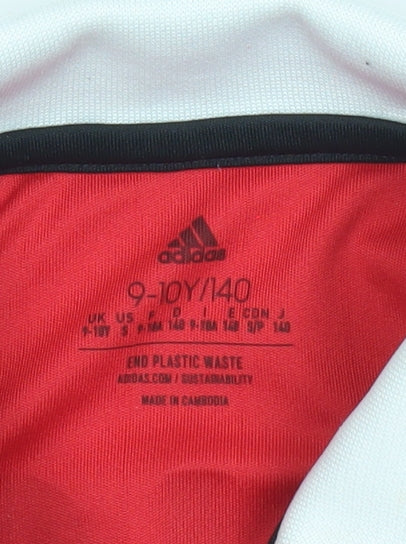 adidas
9-10Y/140
UK US F D I E CDN J
9-10Y S 9-10A 140 9-10A 140 S/P 140
END PLASTIC WASTE
ADIDAS.COM / SUSTAINABILITY
MADE IN CAMBODIA